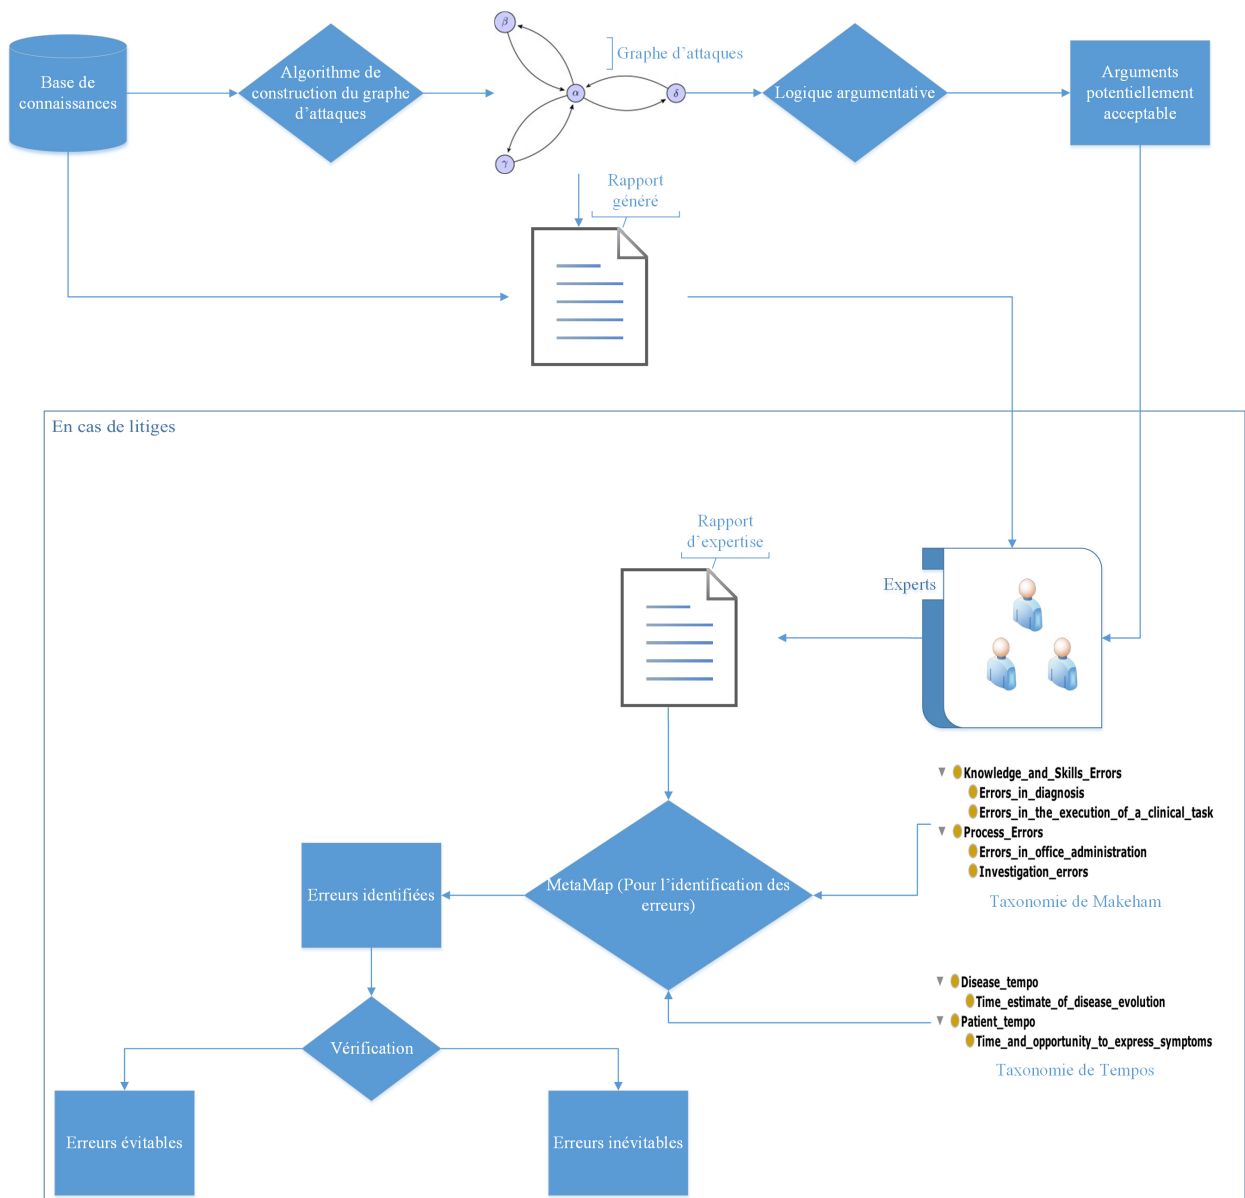 Base de
connaissances
Algorithme de
construction du graphe
d'attaques
β
α
δ
γ
Graphe d'attaques
Logique argumentative
Arguments
potentiellement
acceptable
Rapport
généré
En cas de litiges
Rapport
d'expertise
Experts
Knowledge_and_Skills_Errors
Errors_in_diagnosis
Errors_in_the_execution_of_a_clinical_task
Process_Errors
Errors_in_office_administration
Investigation_errors
Taxonomie de Makeham
MetaMap (Pour l'identification des
erreurs)
Erreurs identifiées
Disease_tempo
Time_estimate_of_disease_evolution
Patient_tempo
Time_and_opportunity_to_express_symptoms
Taxonomie de Tempos
Vérification
Erreurs évitables
Erreurs inévitables